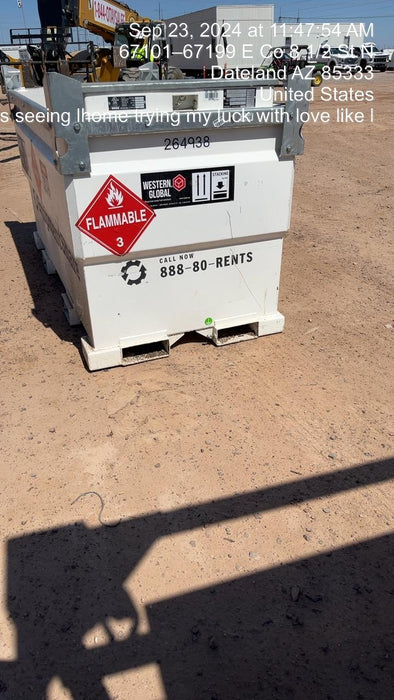 Sep 23, 2024 at 11:47:54 AM
67101–67199 E Co 8 1/2 St N
Dateland AZ 85333
United States
s seeing lhome trying my luck with love like I
264938
WESTERN
GLOBAL
STACKING
FLAMMABLE
3
CALL NOW
888-80-RENTS